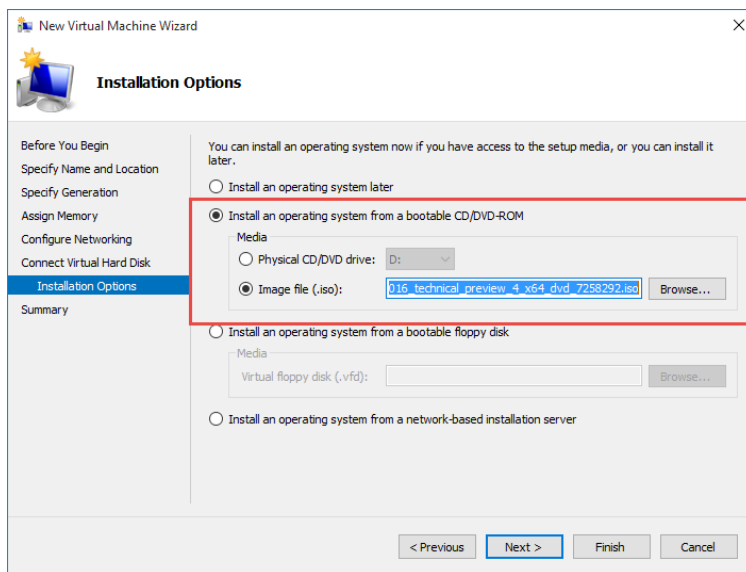 New Virtual Machine Wizard
Installation Options
Before You Begin
Specify Name and Location
Specify Generation
Assign Memory
Configure Networking
Connect Virtual Hard Disk
Installation Options
Summary
You can install an operating system now if you have access to the setup media, or you can install it
later.
Install an operating system later
Install an operating system from a bootable CD/DVD-ROM
Media
Physical CD/DVD drive: D:
Image file (.iso): 016_technical_preview_4_x64_dvd_7258292.iso Browse...
Install an operating system from a bootable floppy disk
Media
Virtual floppy disk (.vfd): Browse...
Install an operating system from a network-based installation server
< Previous Next > Finish Cancel